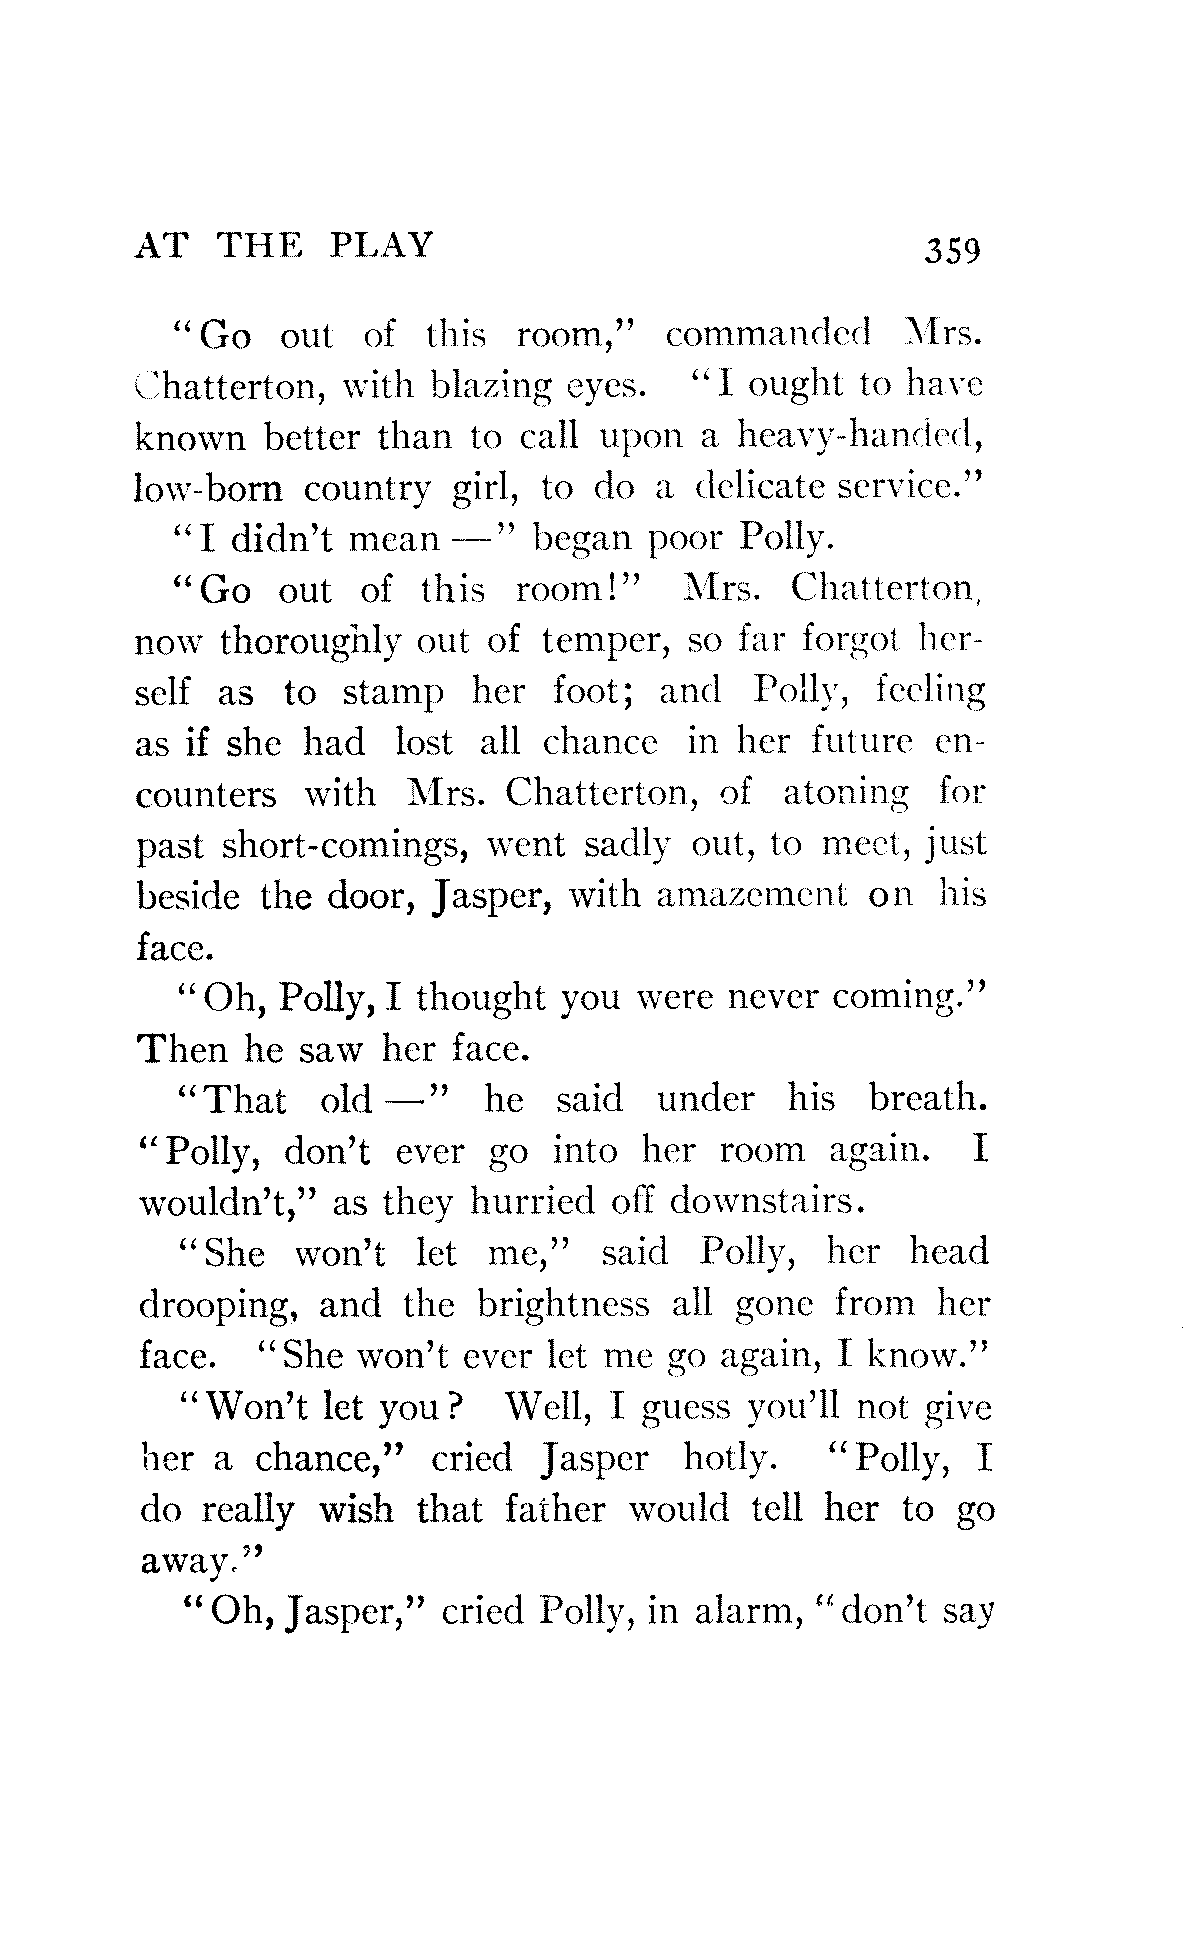 AT THE PLAY 359
“Go out of this room,” commanded Mrs.
Chatterton, with blazing eyes. “I ought to have
known better than to call upon a heavy-handed,
low-born country girl, to do a delicate service.”
“I didn't mean —” began poor Polly.
“Go out of this room!” Mrs. Chatterton,
now thoroughly out of temper, so far forgot her-
self as to stamp her foot; and Polly, feeling
as if she had lost all chance in her future en-
counters with Mrs. Chatterton, of atoning for
past short-comings, went sadly out, to meet, just
beside the door, Jasper, with amazement on his
face.
“Oh, Polly, I thought you were never coming.”
Then he saw her face.
“That old —” he said under his breath.
“Polly, don't ever go into her room again. I
wouldn't,” as they hurried off downstairs.
“She won't let me,” said Polly, her head
drooping, and the brightness all gone from her
face. “She won't ever let me go again, I know.”
“Won't let you? Well, I guess you'll not give
her a chance,” cried Jasper hotly. “Polly, I
do really wish that father would tell her to go
away.”
“Oh, Jasper,” cried Polly, in alarm, “don't say